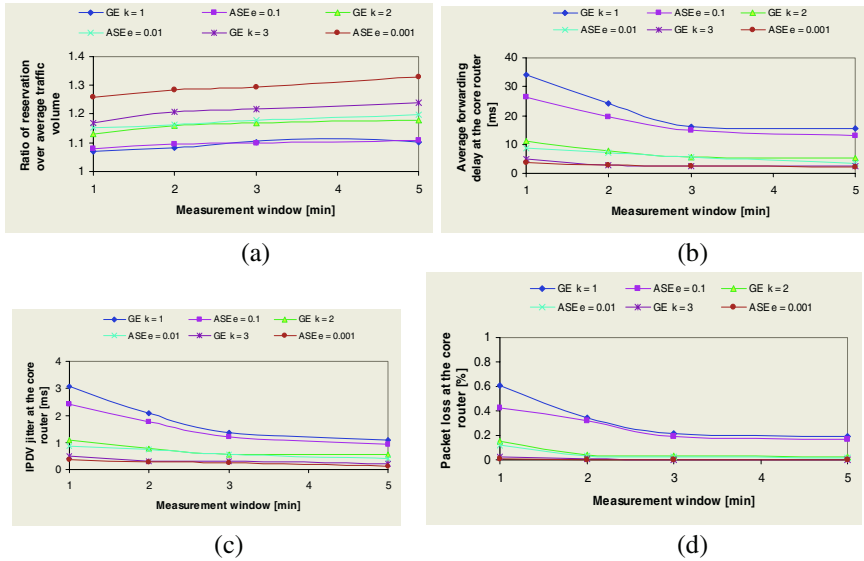 GE k = 1 ASE e = 0.1 GE k = 2
ASE e = 0.01 GE k = 3 ASE e = 0.001
Ratio of reservation
over average traffic
volume
1.4
1.3
1.2
1.1
1
1 2 3 4 5
Measurement window [min]
(a)
GE k = 1 ASE e = 0.1 GE k = 2
ASE e = 0.01 GE k = 3 ASE e = 0.001
Average forwarding
delay at the core router
[ms]
40
30
20
10
0
1 2 3 4 5
Measurement window [min]
(b)
GE k = 1 ASE e = 0.1 GE k = 2
ASE e = 0.01 GE k = 3 ASE e = 0.001
IPDV jitter at the core
router [ms]
4
3
2
1
0
1 2 3 4 5
Measurement window [min]
(c)
GE k = 1 ASE e = 0.1 GE k = 2
ASE e = 0.01 GE k = 3 ASE e = 0.001
Packet loss at the core
router [%]
1
0.8
0.6
0.4
0.2
0
1 2 3 4 5
Measurement window [min]
(d)